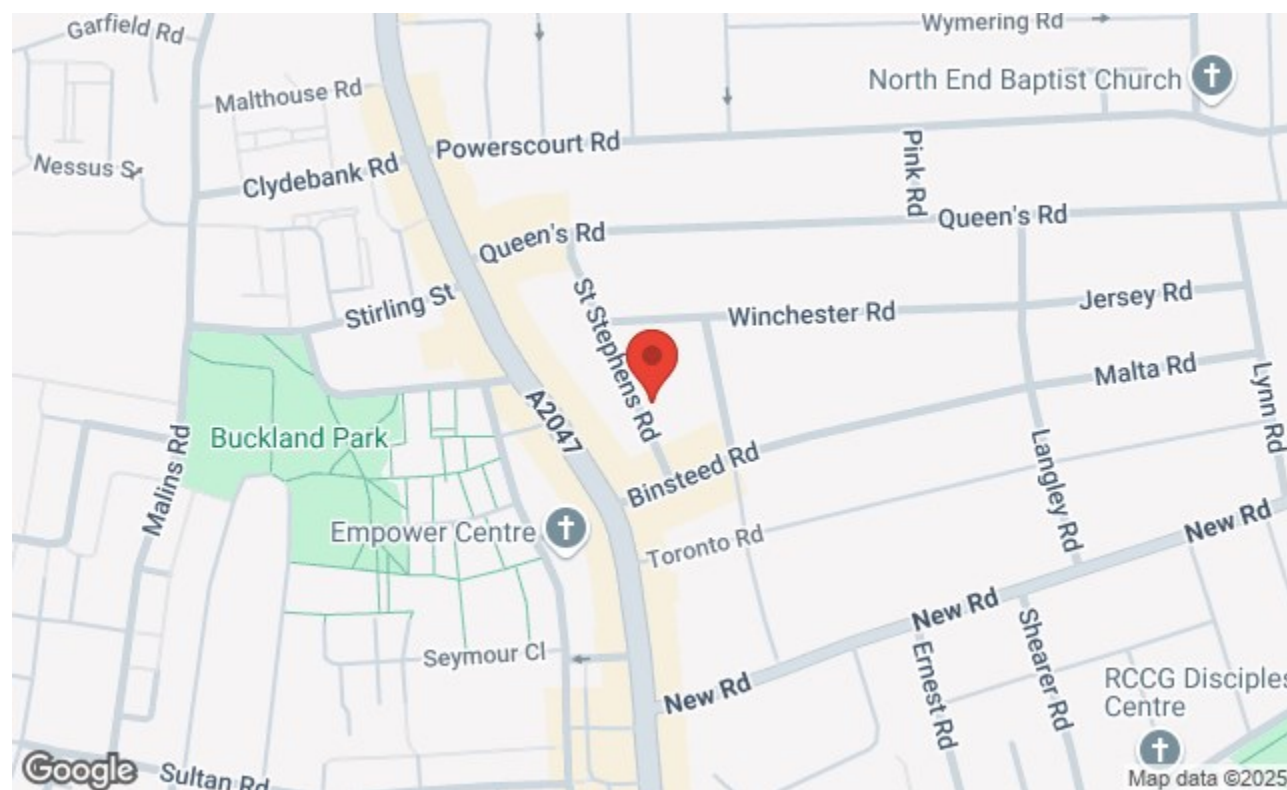 Garfield Rd
Wymering Rd
Malthouse Rd
North End Baptist Church
Powerscourt Rd
Pink Rd
Nessus S
Clydebank Rd
Queen's Rd
Queen's Rd
Stirling St
St Stephens Rd
Winchester Rd
Jersey Rd
Malta Rd
Lynn Rd
A2047
Buckland Park
Malins Rd
Binsteed Rd
Langley Rd
Empower Centre
Toronto Rd
New Rd
New Rd
Shearer Rd
Ernest Rd
Seymour Cl
New Rd
RCCG Disciples
Centre
Google
Sultan Rd
Map data ©2025